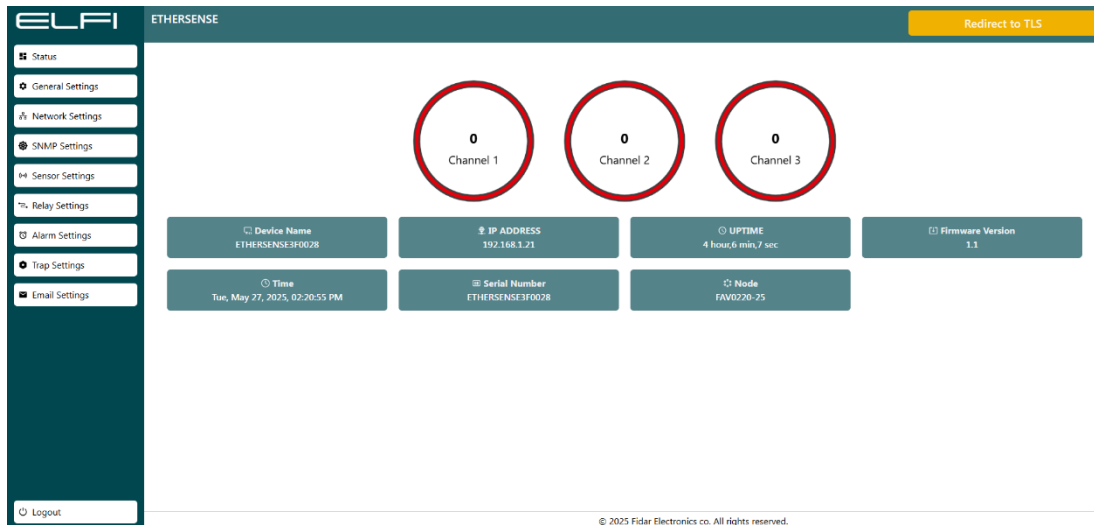 ELFI
ETHERSENSE
Redirect to TLS
Status
General Settings
Network Settings
SNMP Settings
Sensor Settings
Relay Settings
Alarm Settings
Trap Settings
Email Settings
Logout
0
Channel 1
0
Channel 2
0
Channel 3
Device Name
ETHERSENSE3F0028
IP ADDRESS
192.168.1.21
UPTIME
4 hour,6 min,7 sec
Firmware Version
1.1
Time
Tue, May 27, 2025, 02:20:55 PM
Serial Number
ETHERSENSE3F0028
Node
FAV0220-25
© 2025 Fidar Electronics co. All rights reserved.